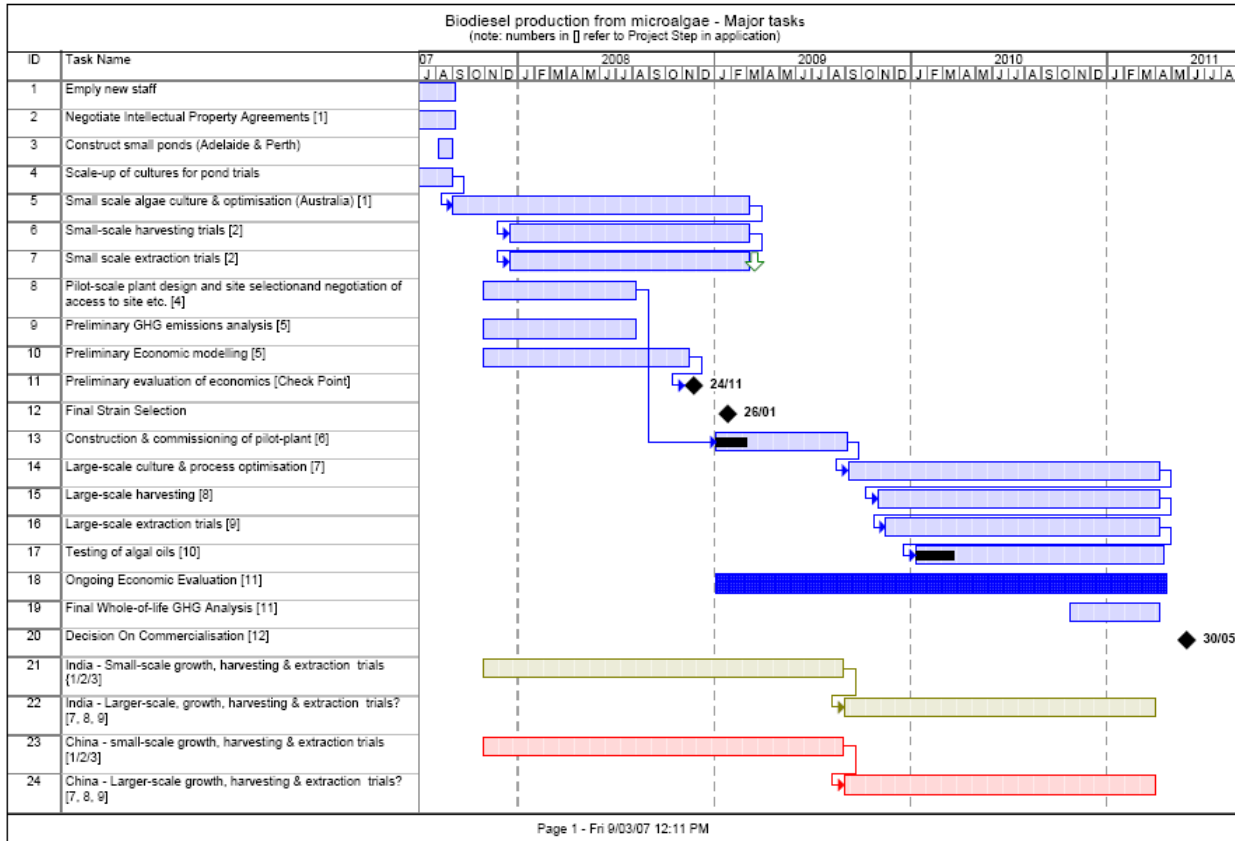 Biodiesel production from microalgae - Major tasks
(note: numbers in [] refer to Project Step in application)
ID Task Name 07 2008 2009 2010 2011
J A S O N D J F M A M J J A S O N D J F M A M J J A S O N D J F M A M J J A S O N D J F M A M J J A
1 Emply new staff
2 Negotiate Intellectual Property Agreements [1]
3 Construct small ponds (Adelaide & Perth)
4 Scale-up of cultures for pond trials
5 Small scale algae culture & optimisation (Australia) [1]
6 Small-scale harvesting trials [2]
7 Small scale extraction trials [2]
8 Pilot-scale plant design and site selectionand negotiation of
access to site etc. [4]
9 Preliminary GHG emissions analysis [5]
10 Preliminary Economic modelling [5]
11 Preliminary evaluation of economics [Check Point] 24/11
12 Final Strain Selection 26/01
13 Construction & commissioning of pilot-plant [6]
14 Large-scale culture & process optimisation [7]
15 Large-scale harvesting [8]
16 Large-scale extraction trials [9]
17 Testing of algal oils [10]
18 Ongoing Economic Evaluation [11]
19 Final Whole-of-life GHG Analysis [11]
20 Decision On Commercialisation [12] 30/05
21 India - Small-scale growth, harvesting & extraction trials
{1/2/3]
22 India - Larger-scale, growth, harvesting & extraction trials?
[7, 8, 9]
23 China - small-scale growth, harvesting & extraction trials
[1/2/3]
24 China - Larger-scale growth, harvesting & extraction trials?
[7, 8, 9]
Page 1 - Fri 9/03/07 12:11 PM